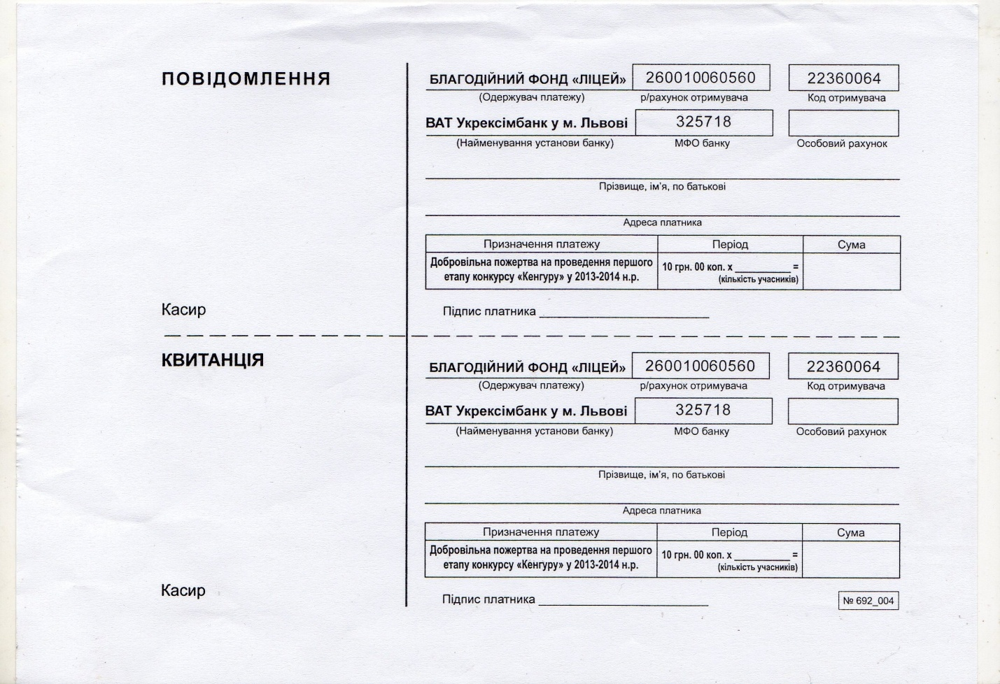 ПОВІДОМЛЕННЯ
БЛАГОДІЙНИЙ ФОНД «ЛІЦЕЙ» 260010060560 22360064
(Одержувач платежу) р/рахунок отримувача Код отримувача
ВАТ Укрексімбанк у м. Львові 325718
(Найменування установи банку) МФО банку Особовий рахунок
Прізвище, ім'я, по батькові
Адреса платника
Призначення платежу Період Сума
Добровільна пожертва на проведення першого 10 грн. 00 коп. х __________ =
етапу конкурсу «Кенгуру» у 2013-2014 н.р. (кількість учасників)
Касир Підпис платника ____________________
КВИТАНЦІЯ
БЛАГОДІЙНИЙ ФОНД «ЛІЦЕЙ» 260010060560 22360064
(Одержувач платежу) р/рахунок отримувача Код отримувача
ВАТ Укрексімбанк у м. Львові 325718
(Найменування установи банку) МФО банку Особовий рахунок
Прізвище, ім'я, по батькові
Адреса платника
Призначення платежу Період Сума
Добровільна пожертва на проведення першого 10 грн. 00 коп. х __________ =
етапу конкурсу «Кенгуру» у 2013-2014 н.р. (кількість учасників)
Касир Підпис платника ____________________ № 692_004